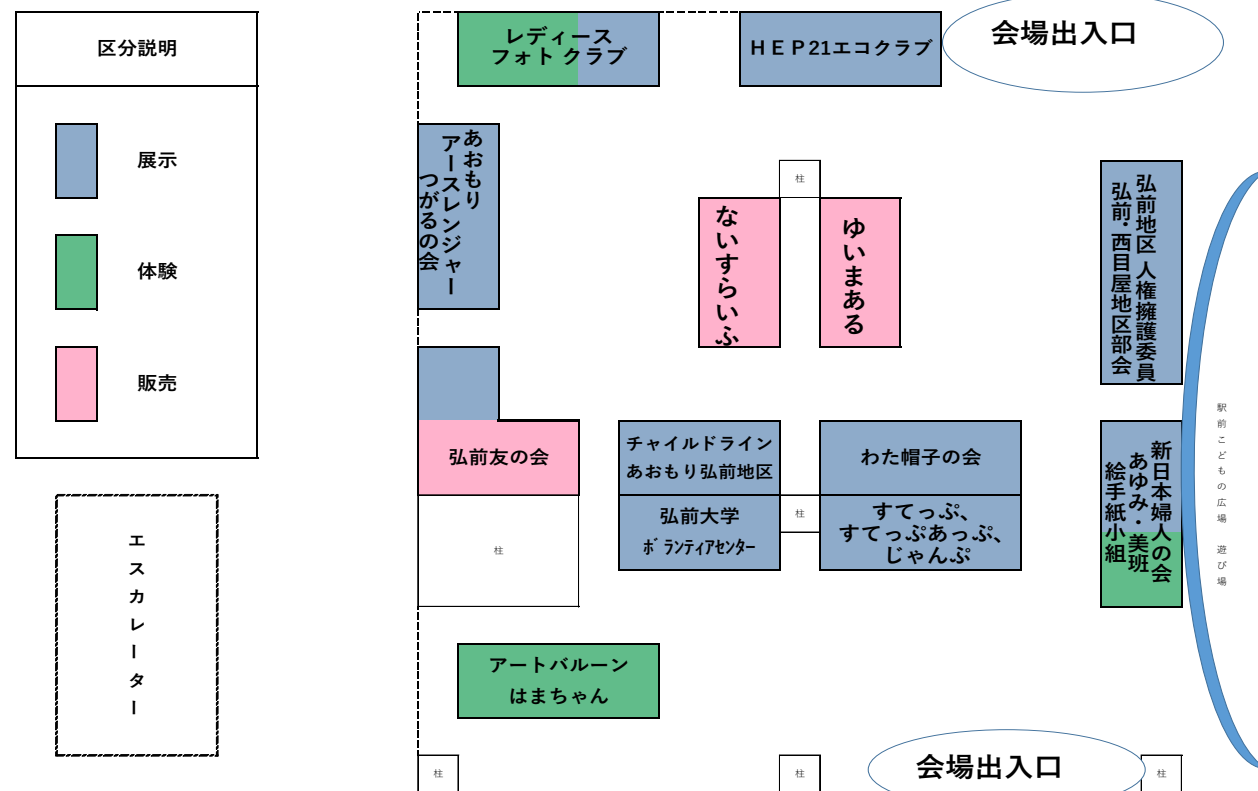 区分説明
展示
体験
販売
エスカレーター
レディース
フォトクラブ
ＨＥＰ21エコクラブ
会場出入口
あおもり
アースレンジャー
つがるの会
柱
ないすらいふ
ゆいまある
弘前地区 人権擁護委員
弘前・西目屋地区部会
弘前友の会
柱
チャイルドライン
あおもり弘前地区
わた帽子の会
弘前大学
ﾎﾞﾗﾝﾃｨｱｾﾝﾀｰ
柱
すてっぷ、
すてっぷあっぷ、
じゃんぷ
新日本婦人の会
あゆみ・美班
絵手紙小組
駅前こどもの広場　遊び場
アートバルーン
はまちゃん
柱
柱
会場出入口
柱